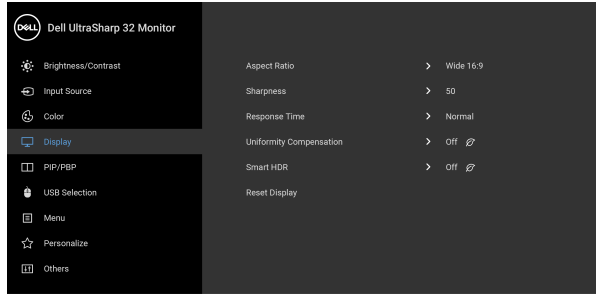 DELL Dell UltraSharp 32 Monitor
Brightness/Contrast
Input Source
Color
Display
PIP/PBP
USB Selection
Menu
Personalize
Others
Aspect Ratio > Wide 16:9
Sharpness > 50
Response Time > Normal
Uniformity Compensation > Off
Smart HDR > Off
Reset Display